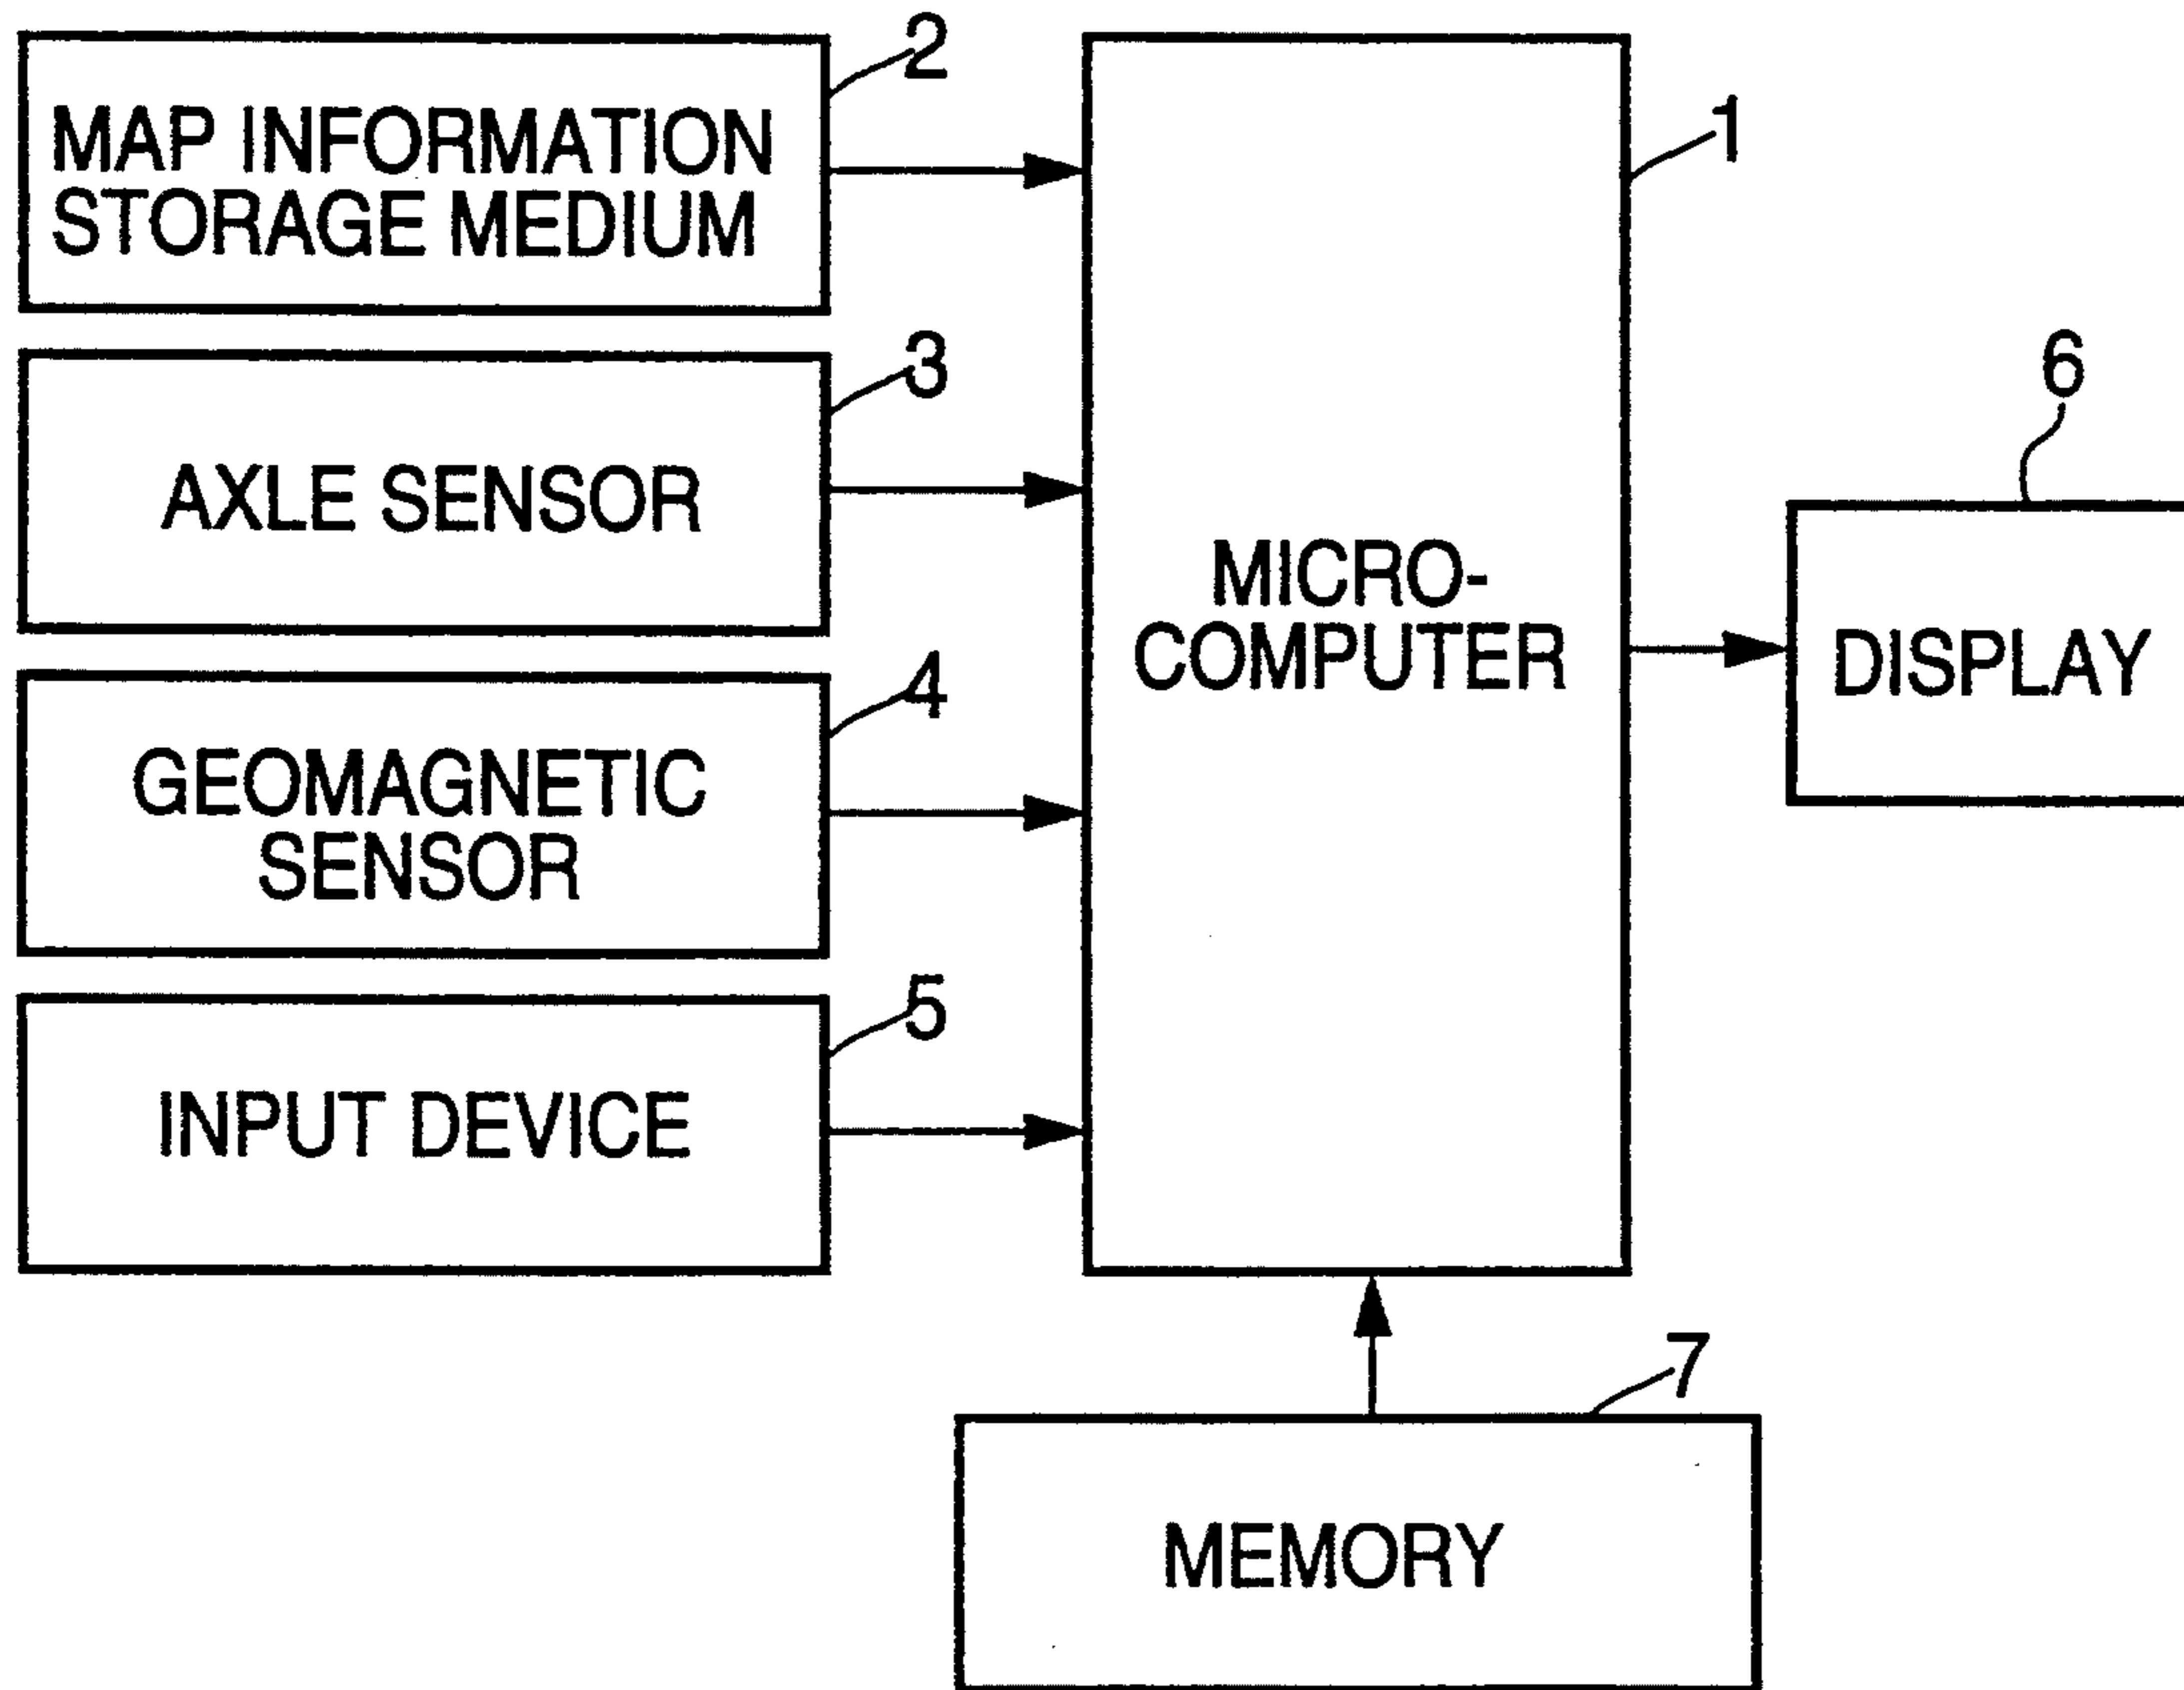 2
MAP INFORMATION
STORAGE MEDIUM
1
3
AXLE SENSOR
6
MICRO-
COMPUTER
DISPLAY
4
GEOMAGNETIC
SENSOR
5
INPUT DEVICE
7
MEMORY